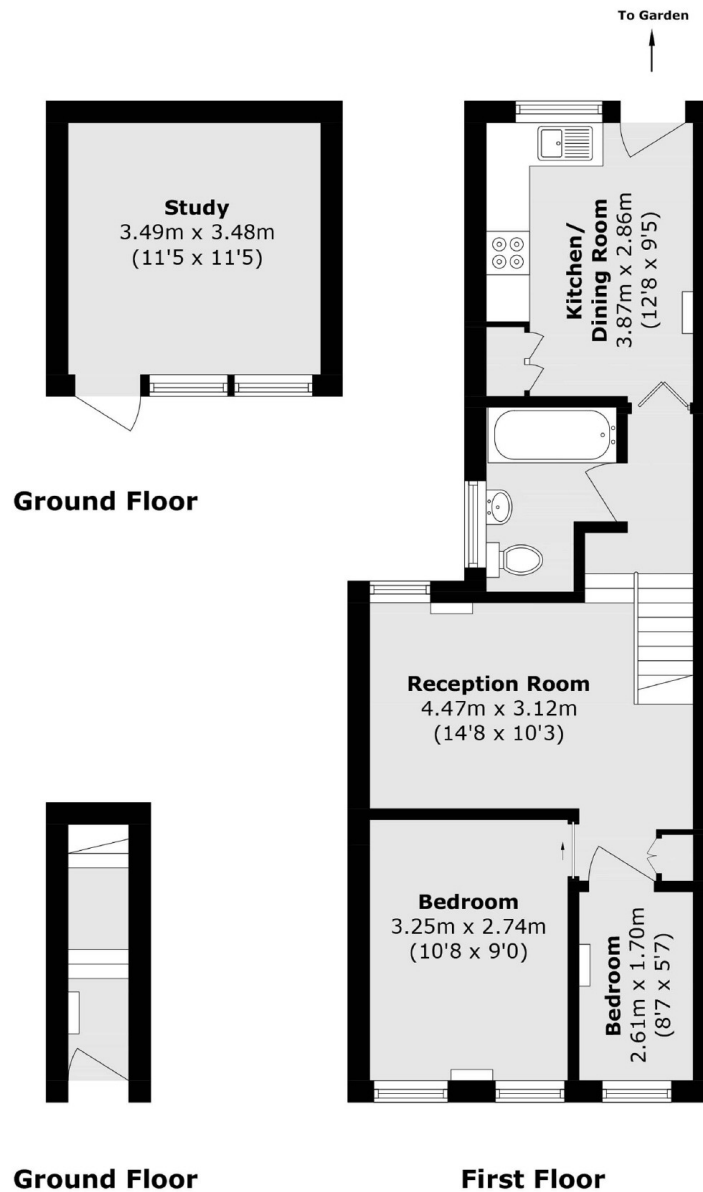 To Garden
Study
3.49m x 3.48m
(11'5 x 11'5)
Ground Floor
Kitchen/
Dining Room
3.87m x 2.86m
(12'8 x 9'5)
Reception Room
4.47m x 3.12m
(14'8 x 10'3)
Bedroom
3.25m x 2.74m
(10'8 x 9'0)
Bedroom
2.61m x 1.70m
(8'7 x 5'7)
Ground Floor
First Floor